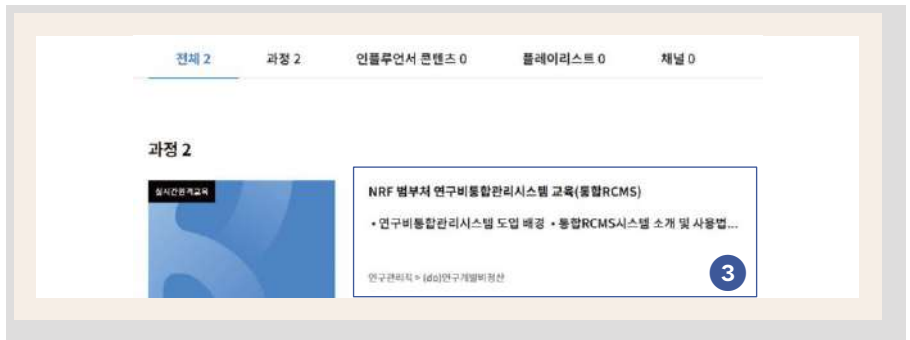 전체 2 과정 2 인플루언서 콘텐츠 0 플레이리스트 0 채널 0
과정 2
실시간원격교육
NRF 범부처 연구비통합관리시스템 교육(통합RCMS)
• 연구비통합관리시스템 도입 배경 • 통합RCMS시스템 소개 및 사용법...
연구관리직 > (do)연구개발비정산
3